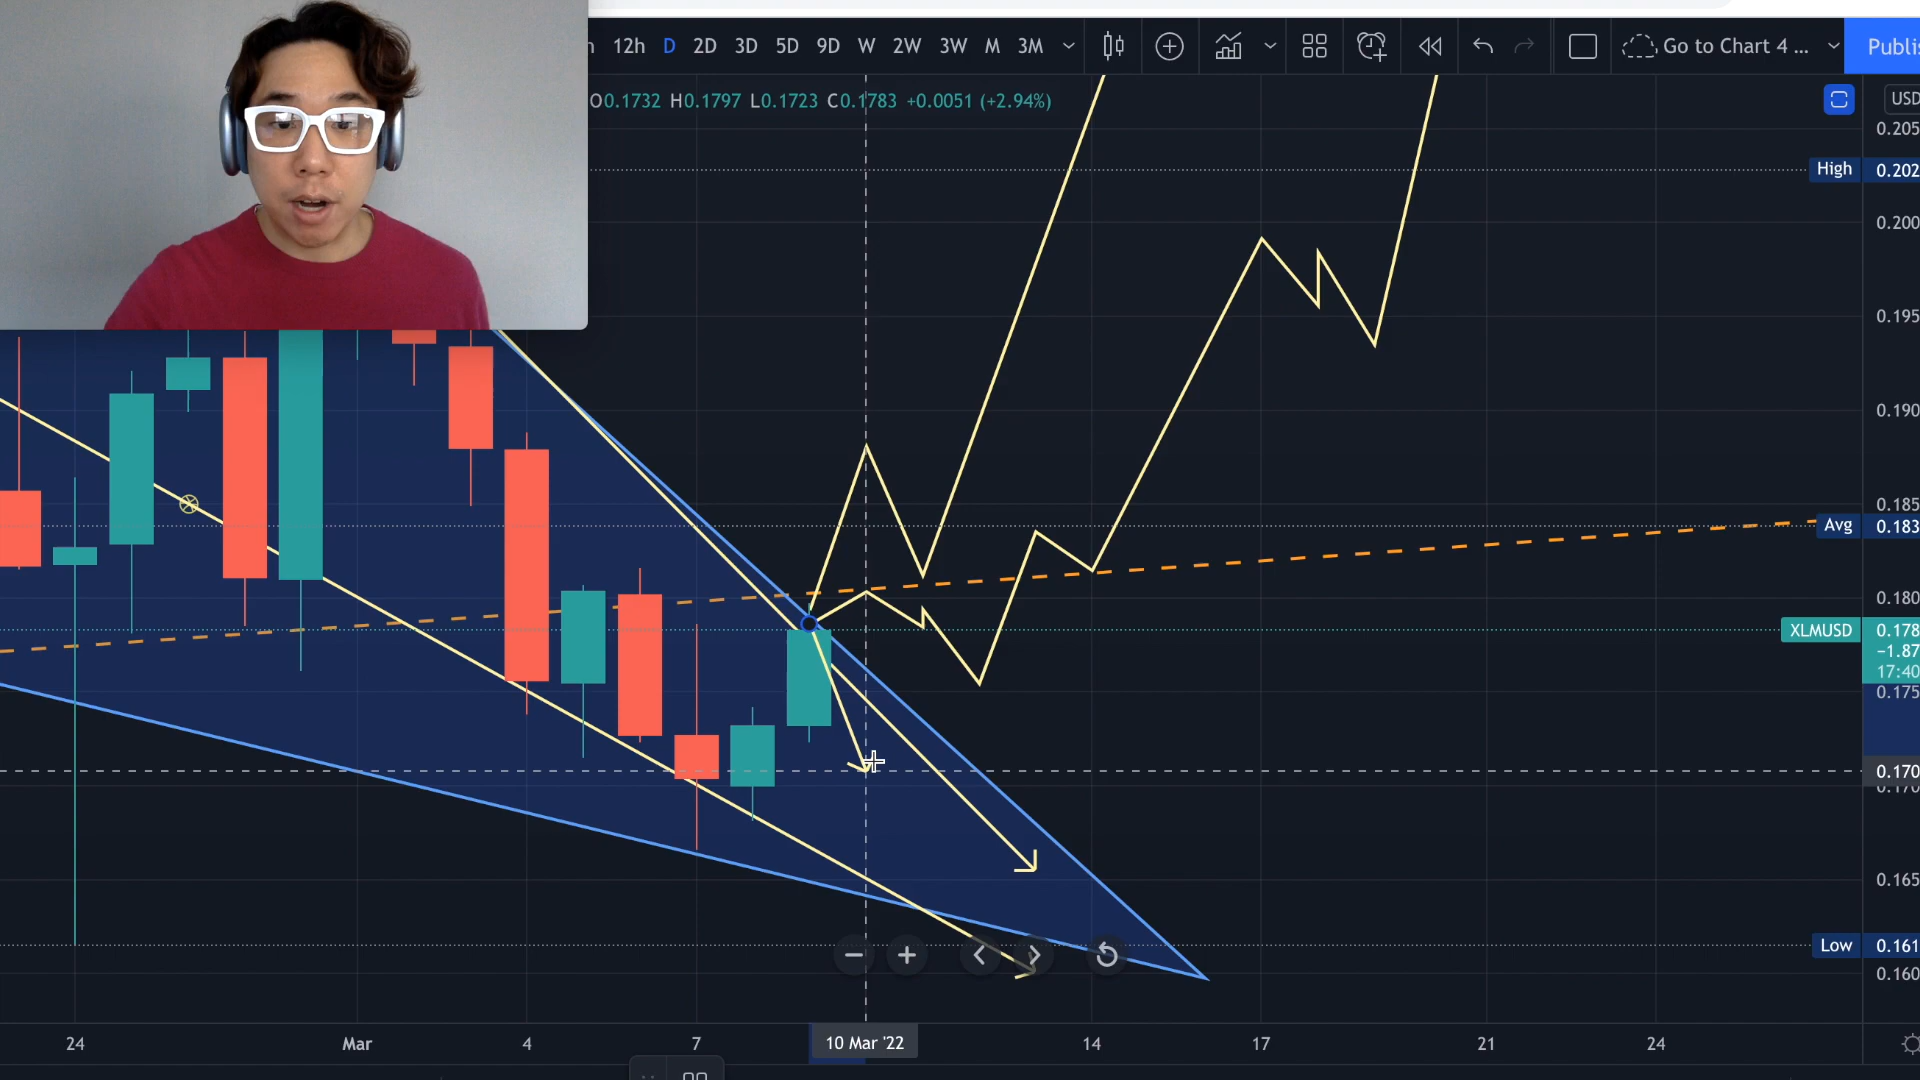 12h D 2D 3D 5D 9D W 2W 3W M 3M Go to Chart 4 ... Publis
O0.1732 H0.1797 L0.1723 C0.1783 +0.0051 (+2.94%)
USD
0.205
High 0.202
0.200
0.195
0.190
0.185
Avg 0.183
0.180
XLMUSD 0.178
−1.87
17:40
0.175
0.170
0.170
0.165
Low 0.161
0.160
24 Mar 4 7 10 Mar '22 14 17 21 24